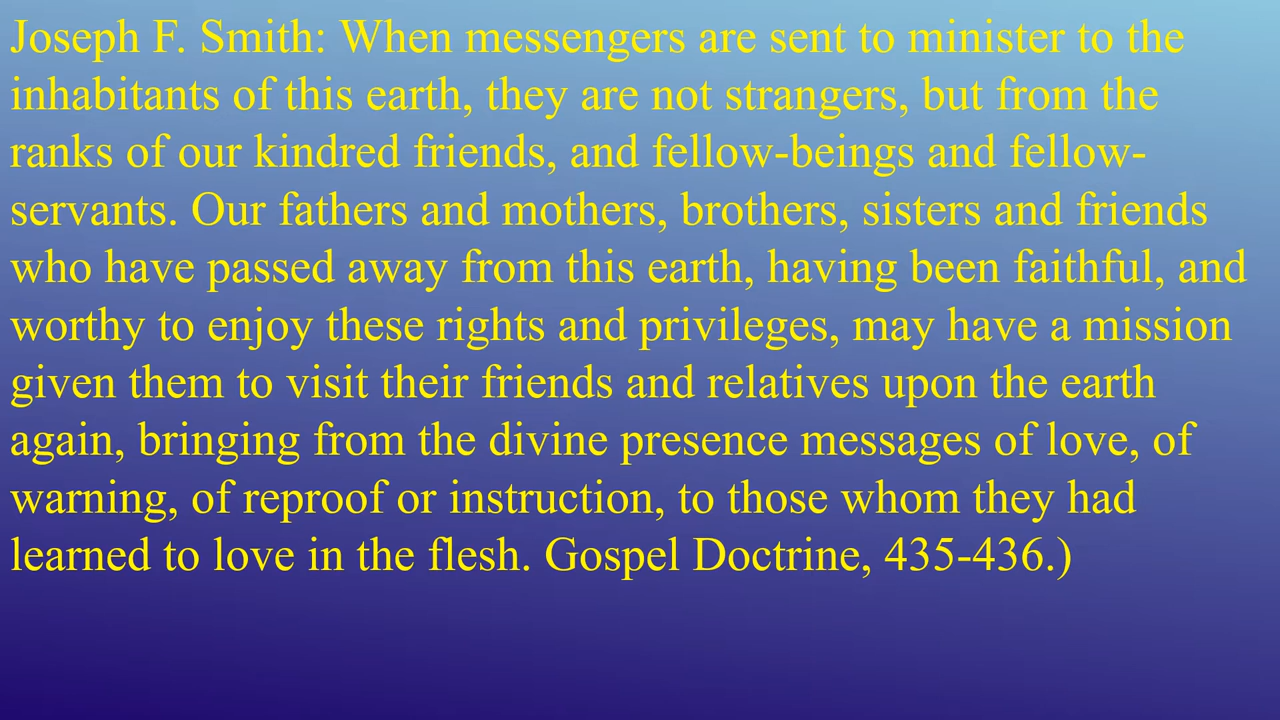 Joseph F. Smith: When messengers are sent to minister to the
inhabitants of this earth, they are not strangers, but from the
ranks of our kindred friends, and fellow-beings and fellow-
servants. Our fathers and mothers, brothers, sisters and friends
who have passed away from this earth, having been faithful, and
worthy to enjoy these rights and privileges, may have a mission
given them to visit their friends and relatives upon the earth
again, bringing from the divine presence messages of love, of
warning, of reproof or instruction, to those whom they had
learned to love in the flesh. Gospel Doctrine, 435-436.)